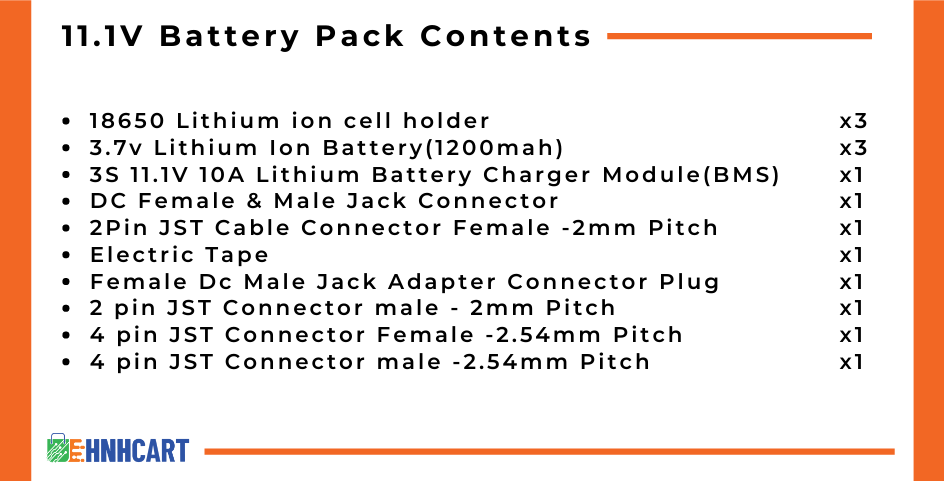 11.1V Battery Pack Contents
• 18650 Lithium ion cell holder x3
• 3.7v Lithium Ion Battery(1200mah) x3
• 3S 11.1V 10A Lithium Battery Charger Module(BMS) x1
• DC Female & Male Jack Connector x1
• 2Pin JST Cable Connector Female -2mm Pitch x1
• Electric Tape x1
• Female Dc Male Jack Adapter Connector Plug x1
• 2 pin JST Connector male - 2mm Pitch x1
• 4 pin JST Connector Female -2.54mm Pitch x1
• 4 pin JST Connector male -2.54mm Pitch x1
EHNHCART